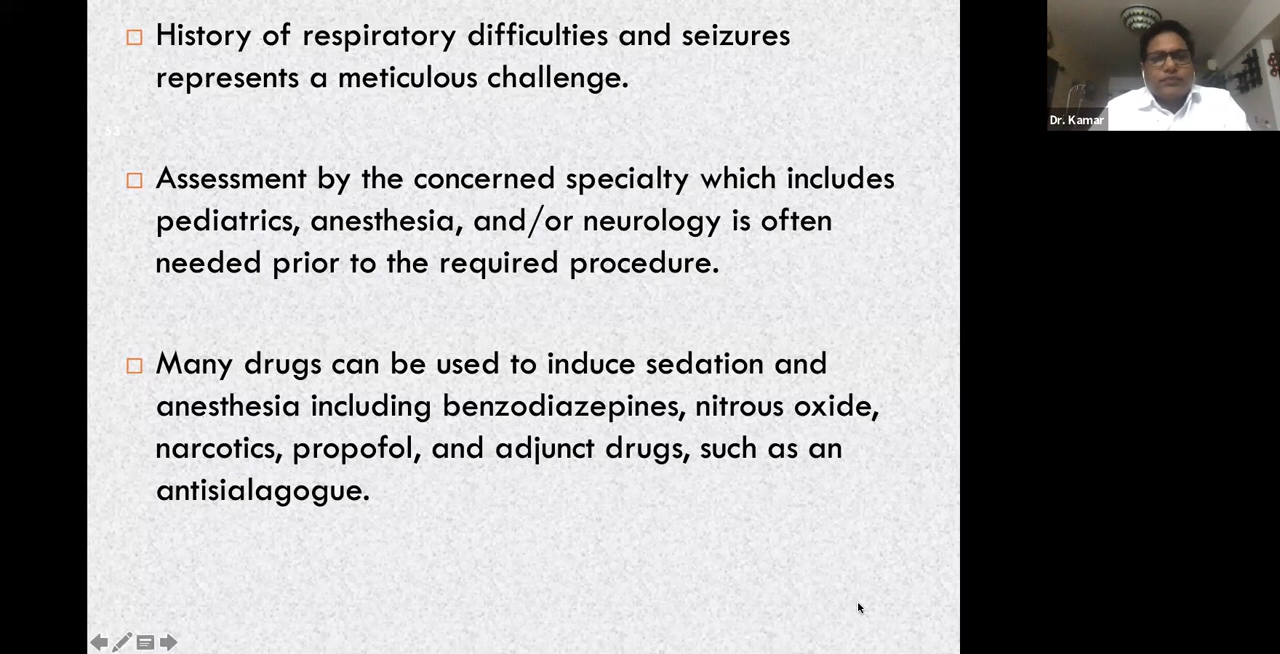 History of respiratory difficulties and seizures
represents a meticulous challenge.
53
Assessment by the concerned specialty which includes
pediatrics, anesthesia, and/or neurology is often
needed prior to the required procedure.
Many drugs can be used to induce sedation and
anesthesia including benzodiazepines, nitrous oxide,
narcotics, propofol, and adjunct drugs, such as an
antisialagogue.
Dr. Kamar